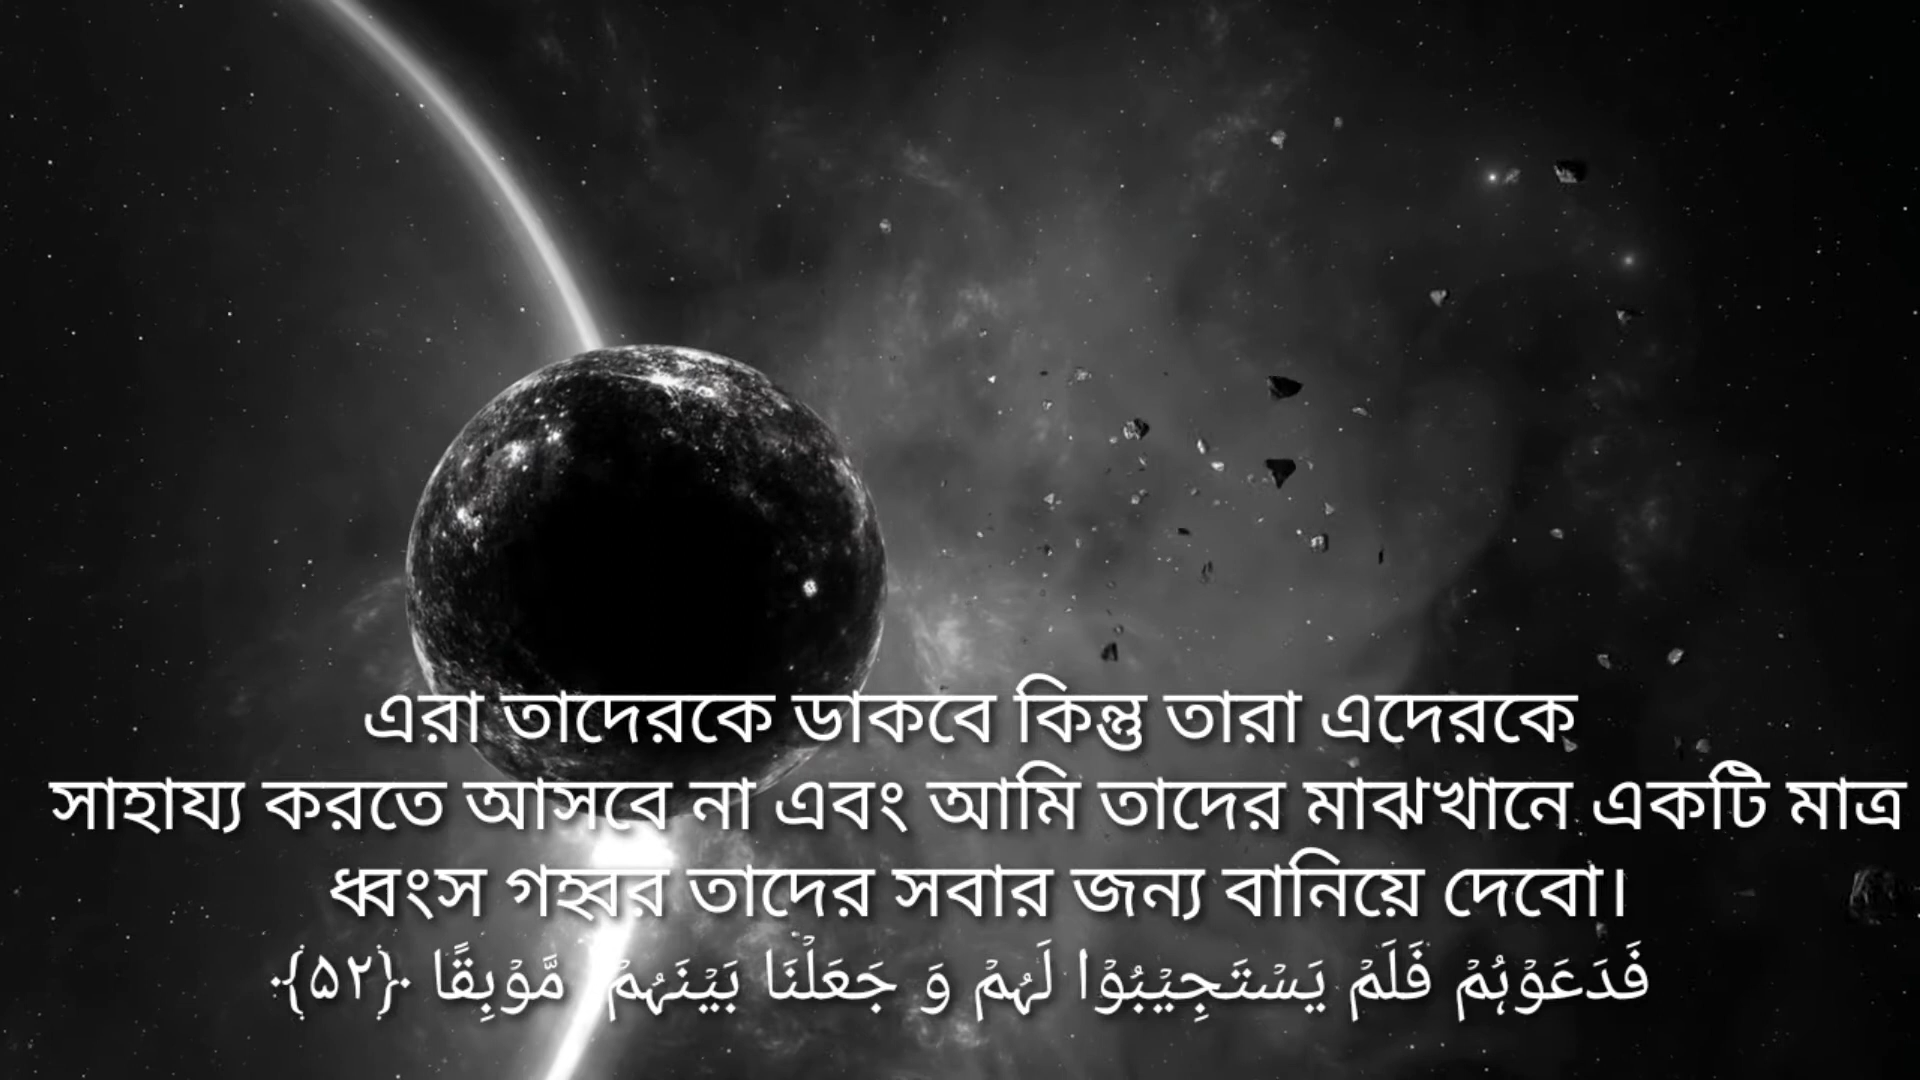 এরা তাদেরকে ডাকবে কিন্তু তারা এদেরকে
সাহায্য করতে আসবে না এবং আমি তাদের মাঝখানে একটি মাত্র
ধ্বংস গহ্বর তাদের সবার জন্য বানিয়ে দেবো।
فَدَعَوۡہُمۡ فَلَمۡ یَسۡتَجِیۡبُوۡا لَہُمۡ وَ جَعَلۡنَا بَیۡنَہُمۡ مَّوۡبِقًا ﴿۵۲﴾